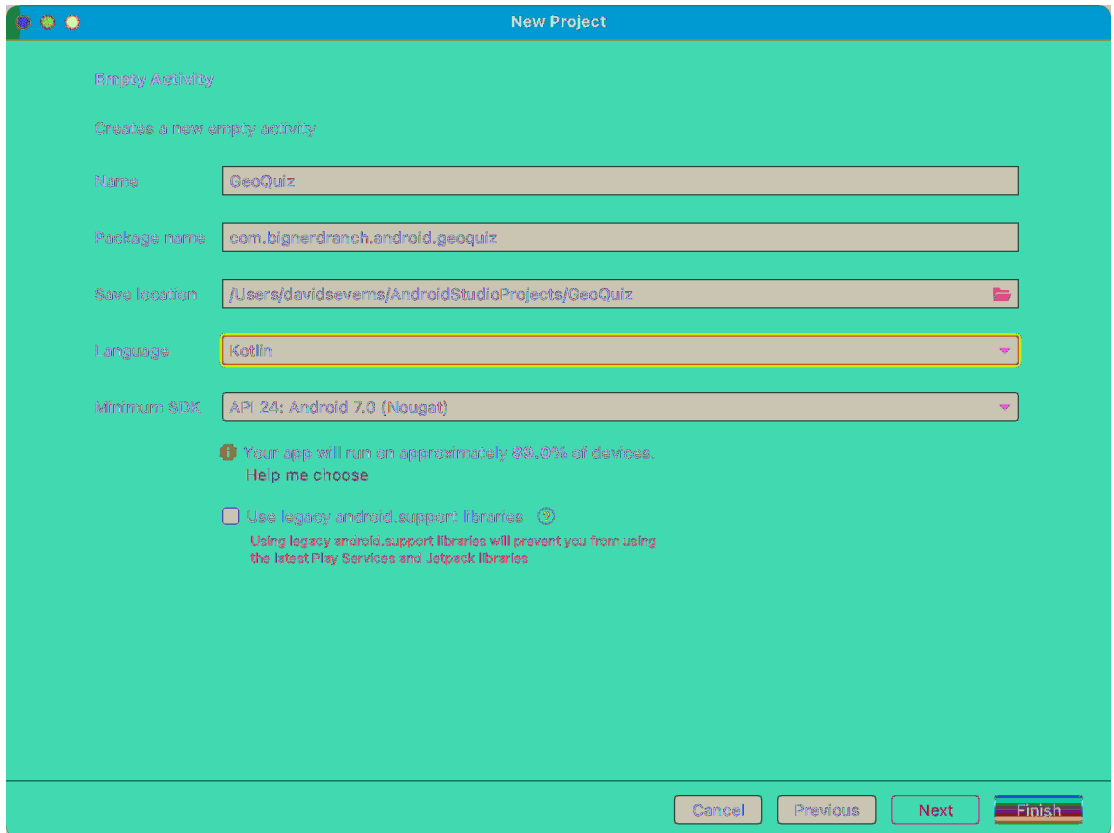 New Project
Empty Activity
Creates a new empty activity
Name GeoQuiz
Package name com.bignerdranch.android.geoquiz
Save location /Users/davidseverns/AndroidStudioProjects/GeoQuiz
Language Kotlin
Minimum SDK API 24: Android 7.0 (Nougat)
Your app will run on approximately of devices.
Help me choose
Use legacy android.support libraries ?
Using legacy android.support libraries will prevent you from using
the latest Play Services and Jetpack libraries
Cancel Previous Next Finish